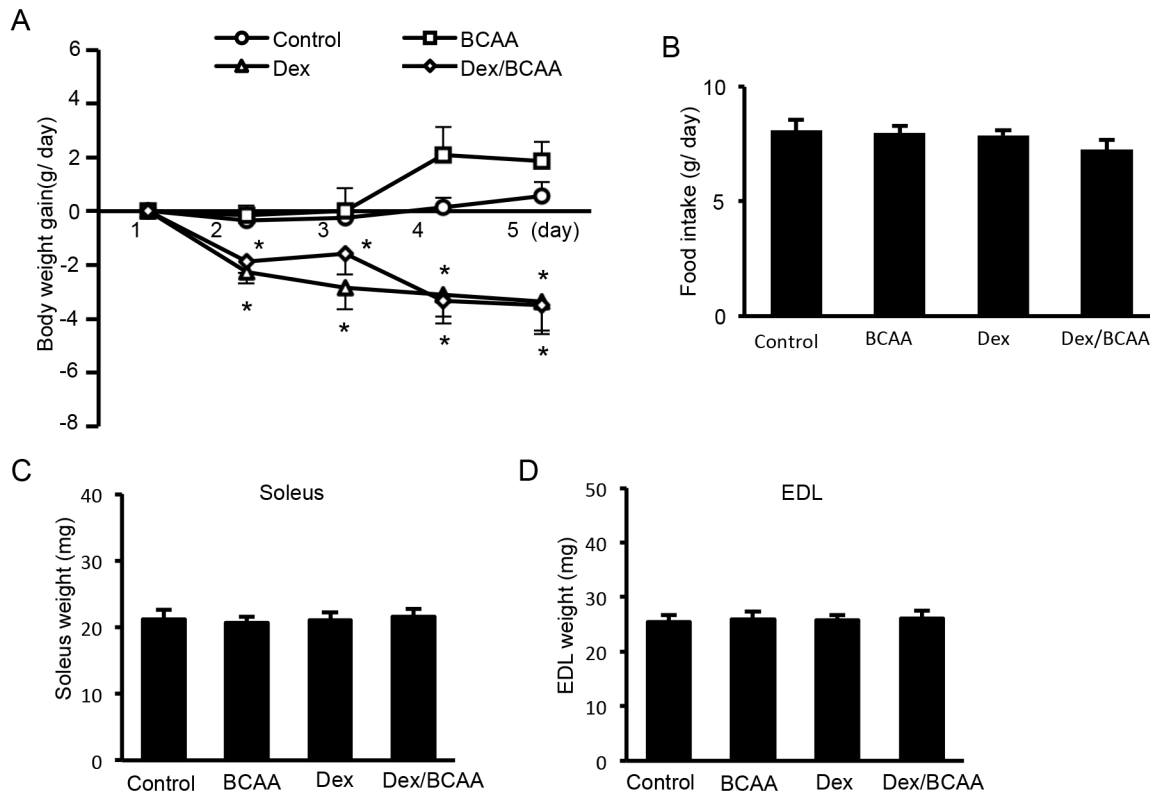 A
Control
BCAA
Dex
Dex/BCAA
Body weight gain(g/ day)
6
4
2
0
-2
-4
-6
-8
1
2
3
4
5 (day)
*
*
*
*
*
*
*
*
B
Food intake (g/ day)
10
5
0
Control
BCAA
Dex
Dex/BCAA
C
Soleus
Soleus weight (mg)
40
30
20
10
0
Control
BCAA
Dex
Dex/BCAA
D
EDL
EDL weight (mg)
50
40
30
20
10
0
Control
BCAA
Dex
Dex/BCAA